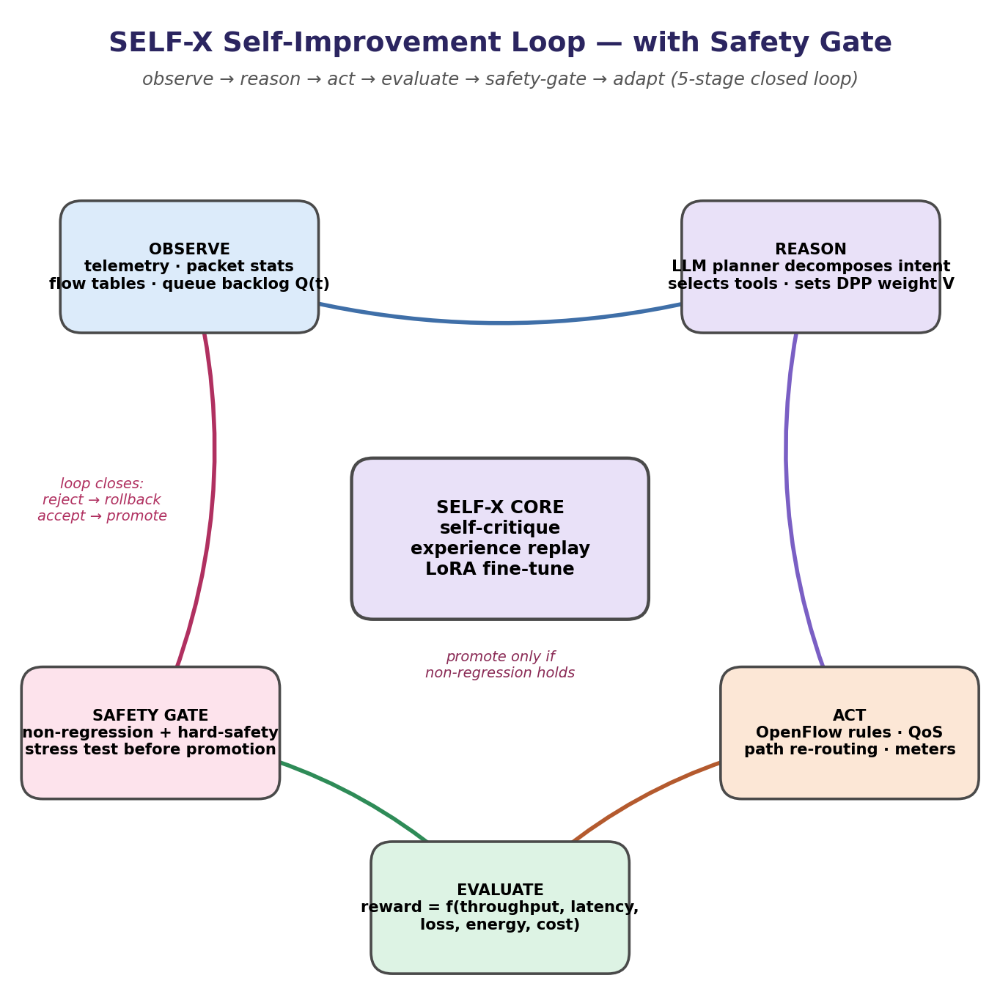 SELF-X Self-Improvement Loop — with Safety Gate
observe → reason → act → evaluate → safety-gate → adapt (5-stage closed loop)
OBSERVE
telemetry · packet stats
flow tables · queue backlog Q(t)
REASON
LLM planner decomposes intent
selects tools · sets DPP weight V
loop closes:
reject → rollback
accept → promote
SELF-X CORE
self-critique
experience replay
LoRA fine-tune
promote only if
non-regression holds
SAFETY GATE
non-regression + hard-safety
stress test before promotion
ACT
OpenFlow rules · QoS
path re-routing · meters
EVALUATE
reward = f(throughput, latency,
loss, energy, cost)